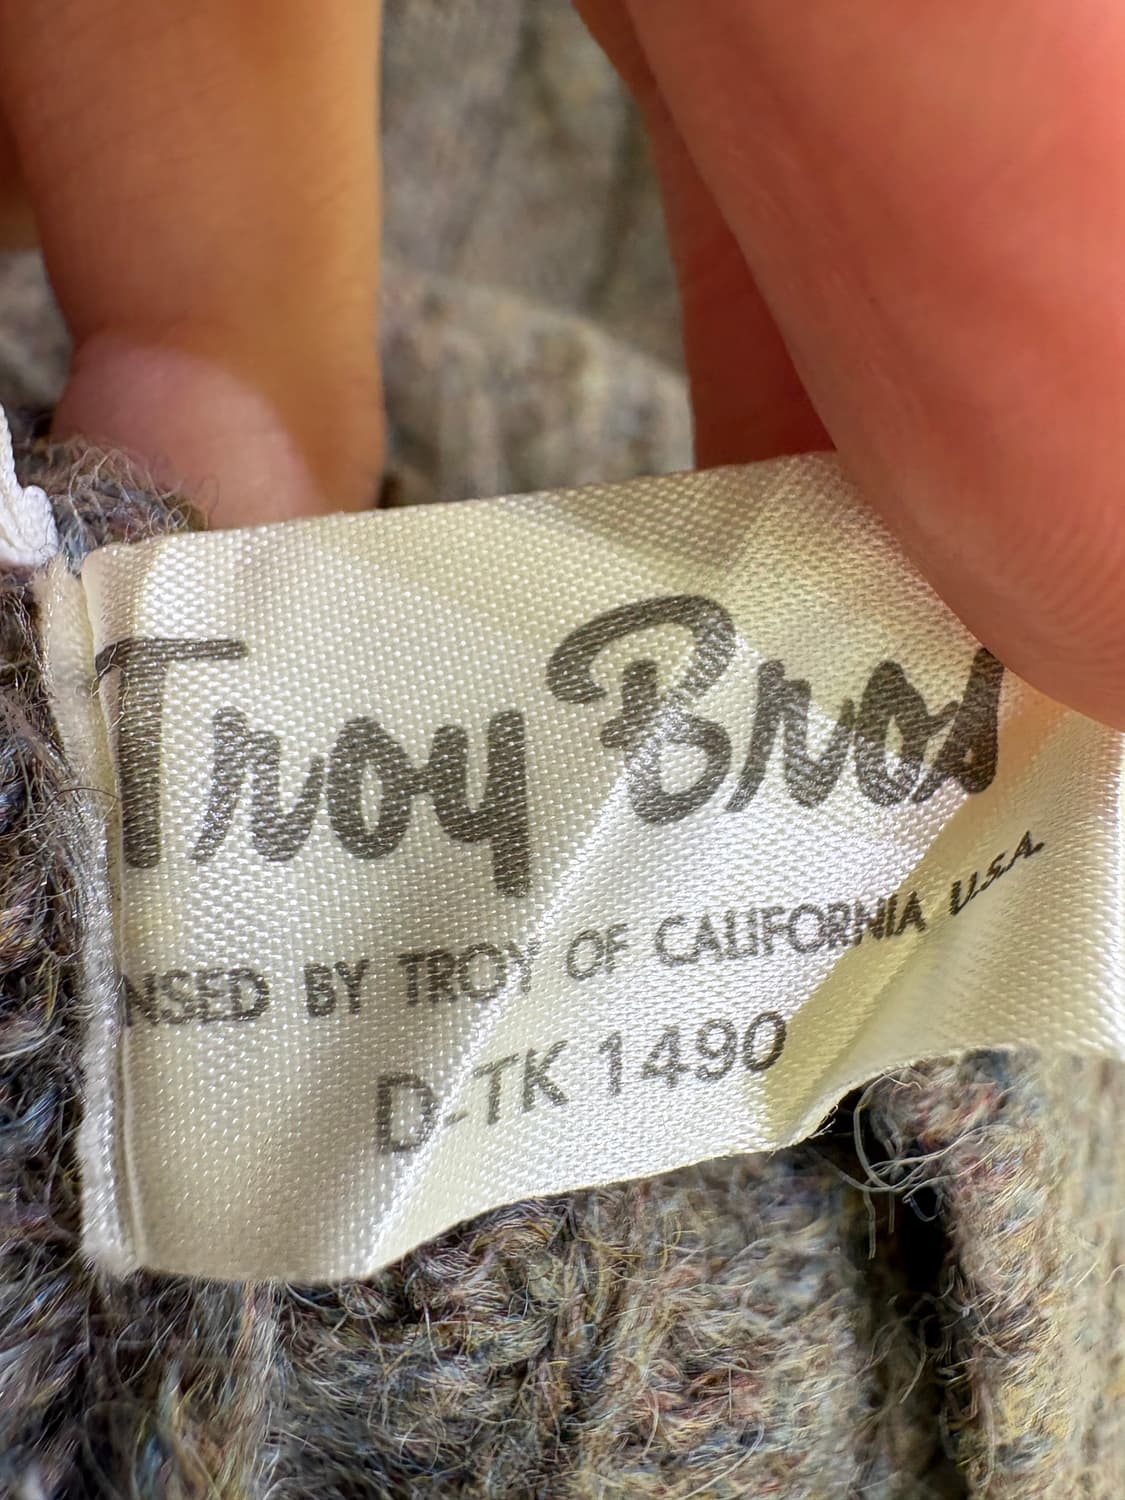 Troy Bros
NSED BY TROY OF CALIFORNIA U.S.A.
D-TK 1490